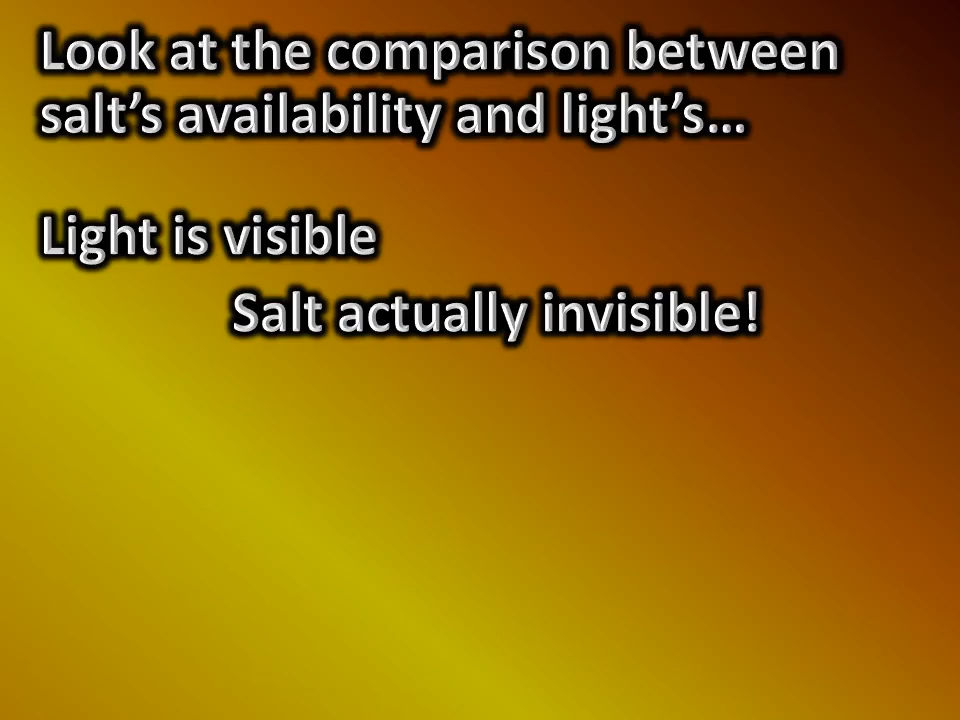 Look at the comparison between
salt’s availability and light’s…
Light is visible
Salt actually invisible!